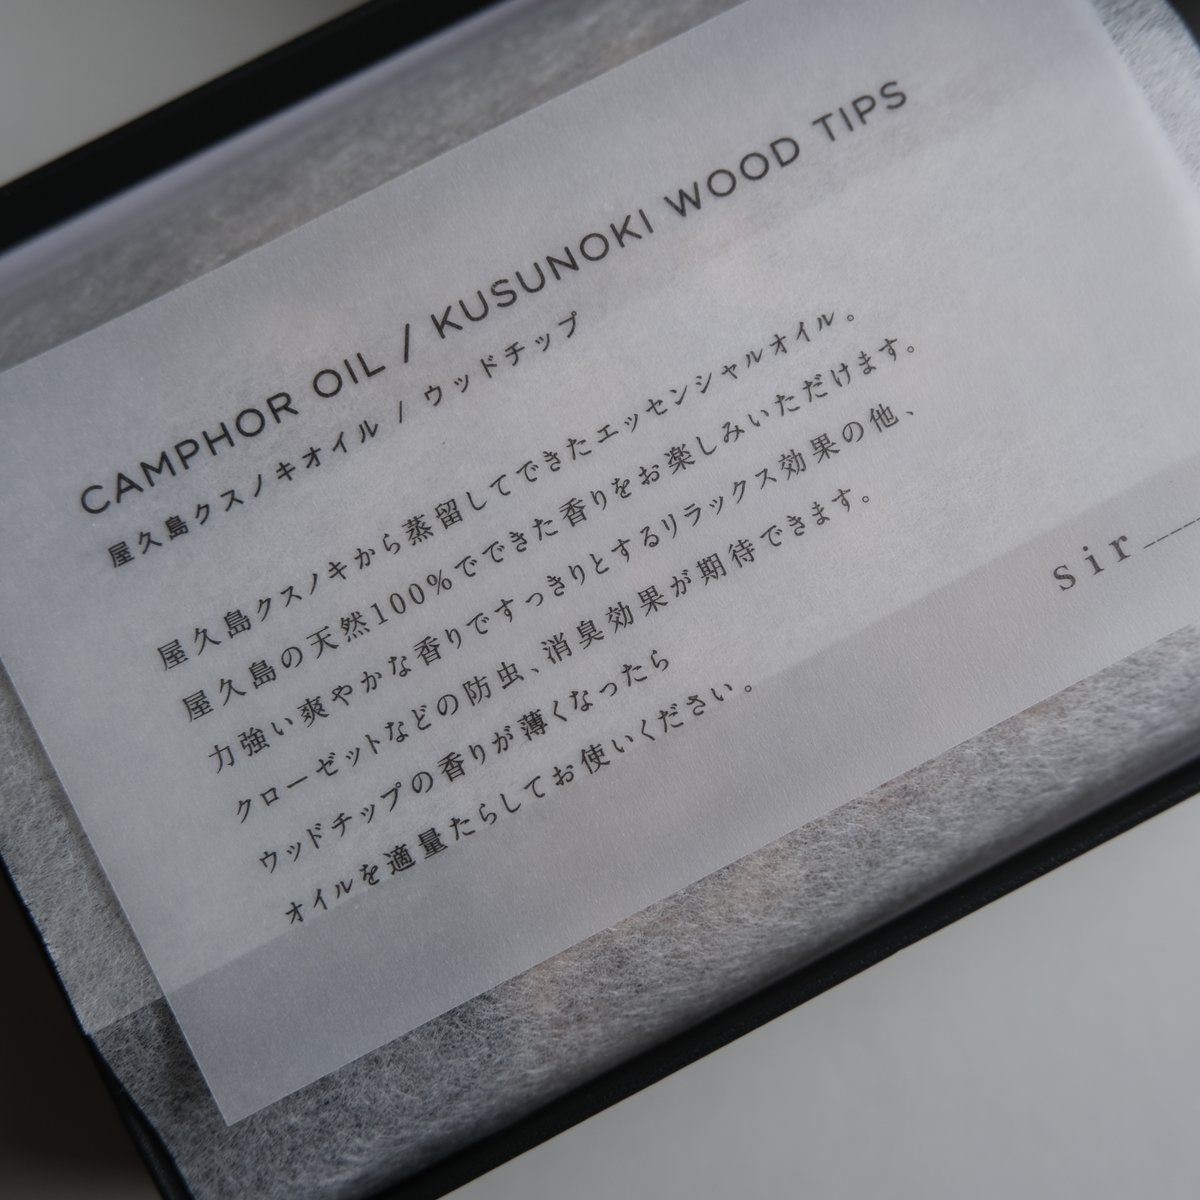 CAMPHOR OIL / KUSUNOKI WOOD TIPS
屋久島クスノキオイル / ウッドチップ
屋久島クスノキから蒸留してできたエッセンシャルオイル。
屋久島の天然100%でできた香りをお楽しみいただけます。
力強い爽やかな香りですっきりとするリラックス効果の他、
クローゼットなどの防虫、消臭効果が期待できます。
ウッドチップの香りが薄くなったら
オイルを適量たらしてお使いください。
Sir___